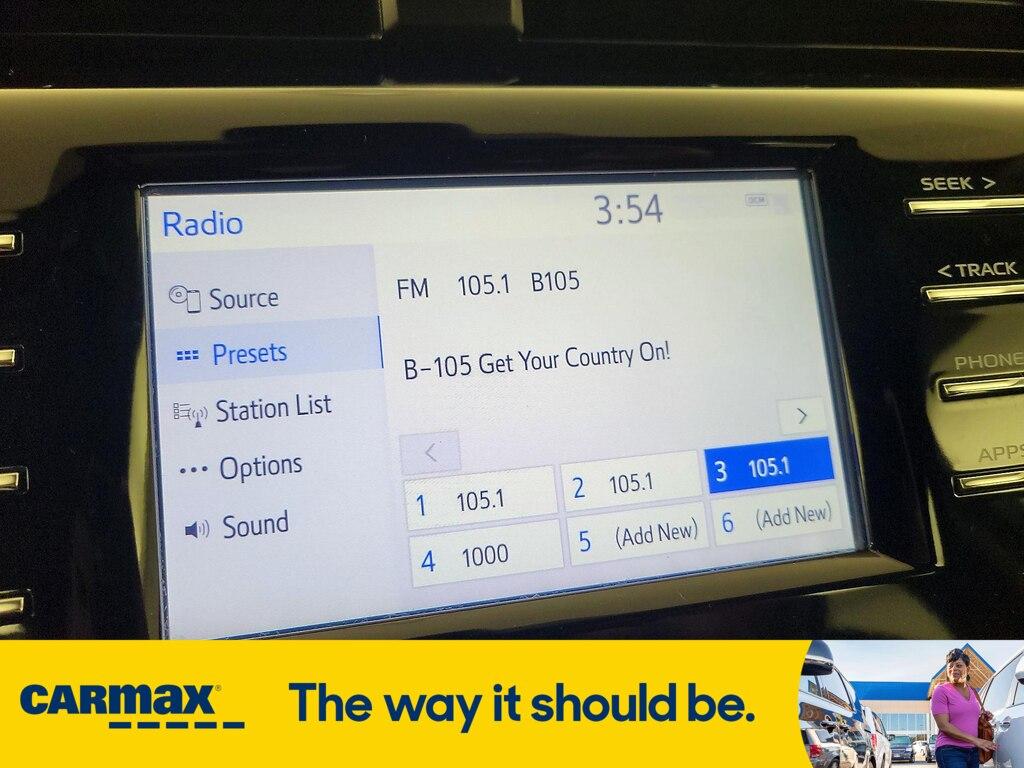 Radio
3:54
DCM
SEEK >
Source
FM 105.1 B105
< TRACK
Presets
B-105 Get Your Country On!
PHONE
Station List
<
>
Options
1 105.1
2 105.1
3 105.1
APPS
Sound
4 1000
5 (Add New)
6 (Add New)
CARMAX®
The way it should be.